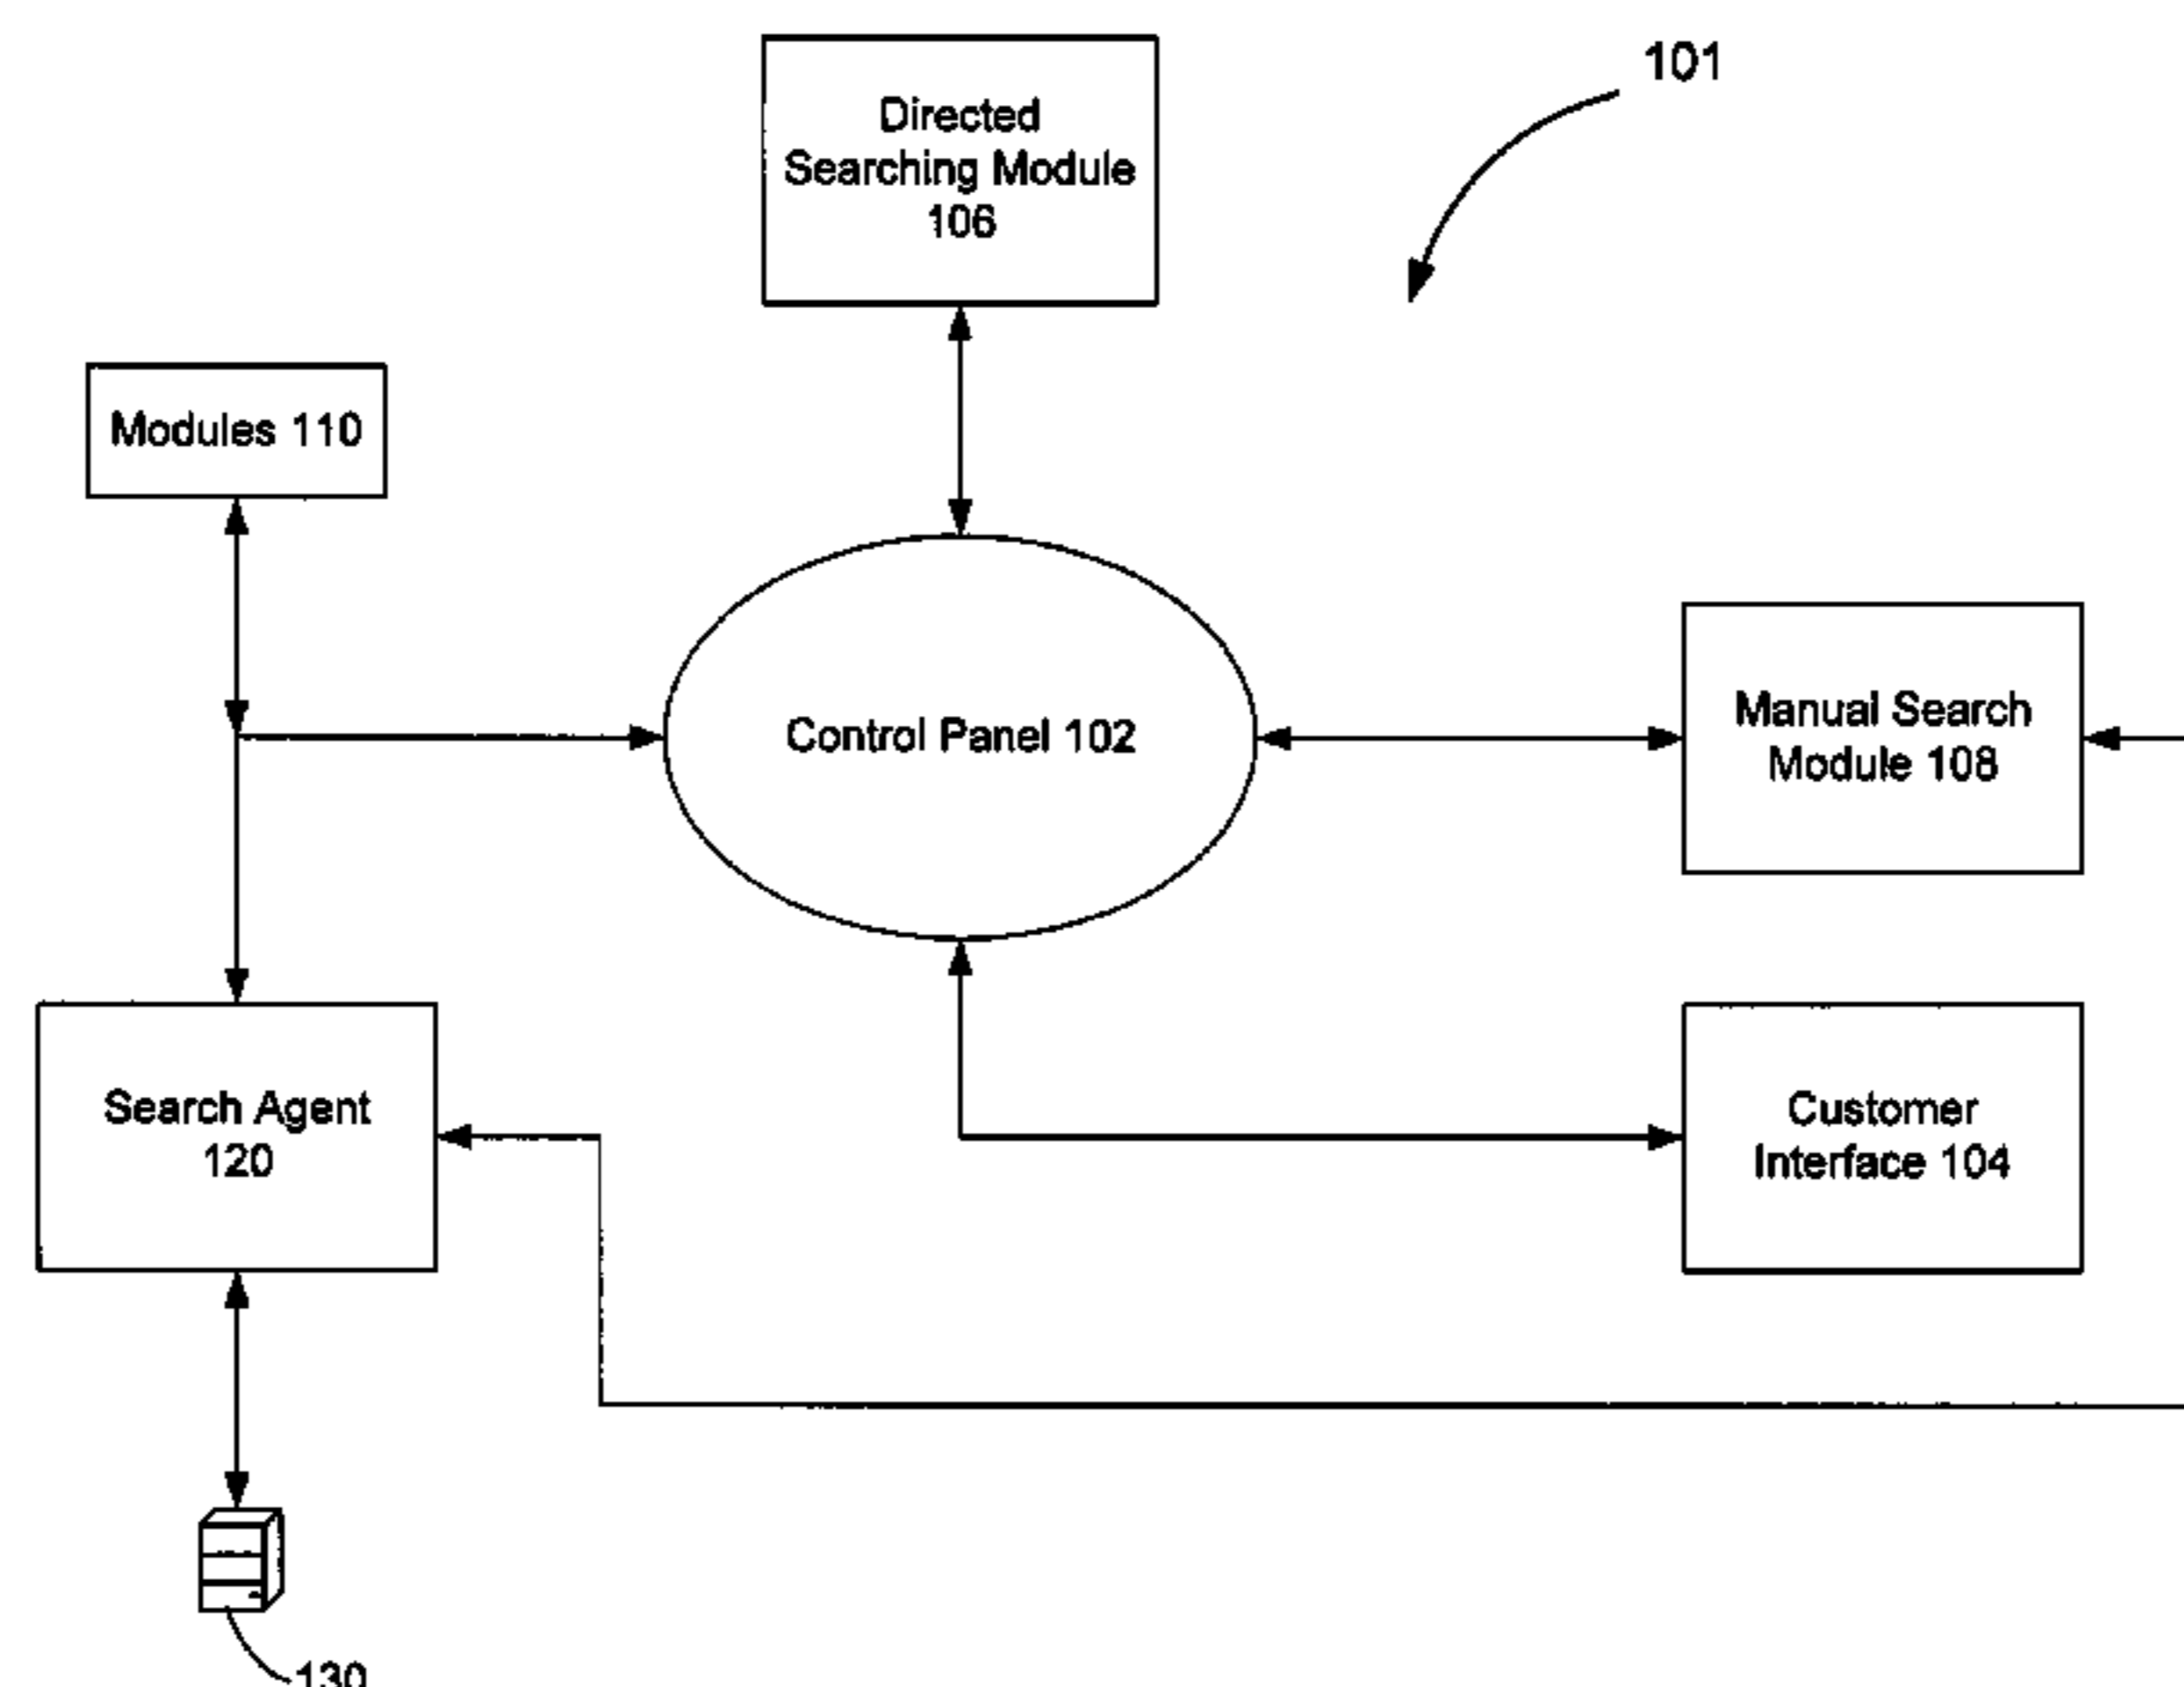 101
Directed
Searching Module
106
Modules 110
Control Panel 102
Manual Search
Module 108
Search Agent
120
Customer
Interface 104
130